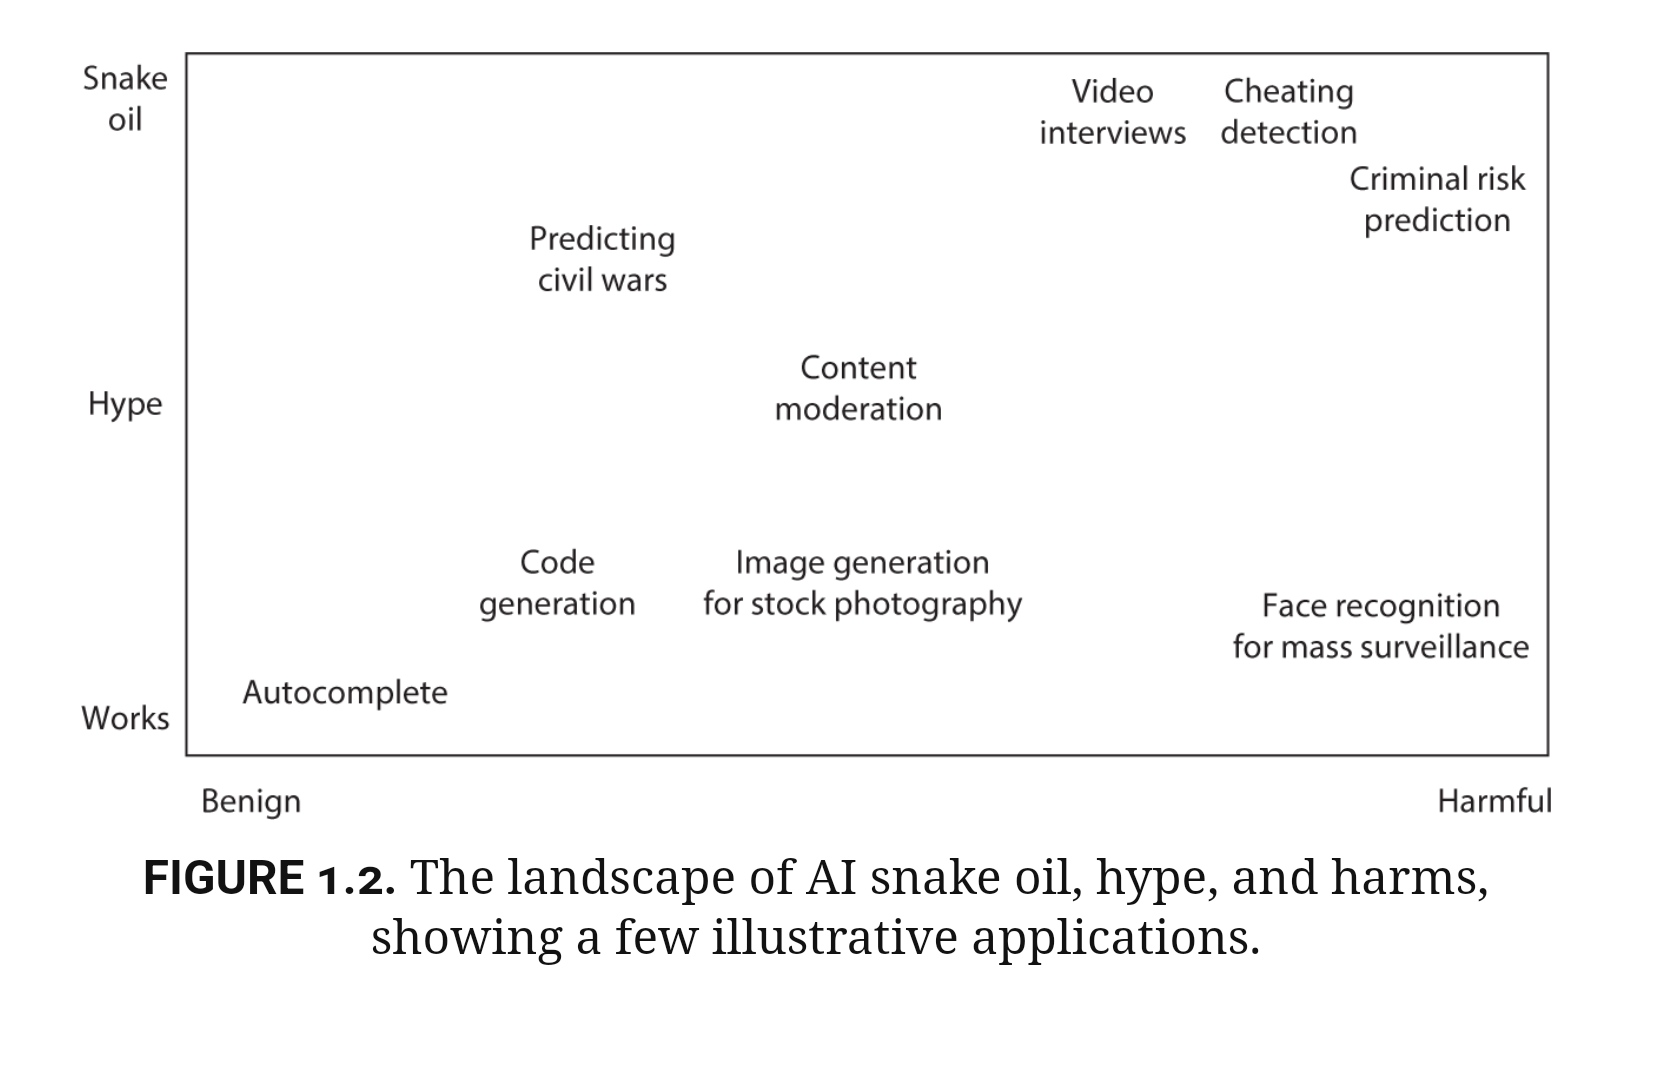 Snake
oil
Video
interviews
Cheating
detection
Criminal risk
prediction
Predicting
civil wars
Hype
Content
moderation
Code
generation
Image generation
for stock photography
Face recognition
for mass surveillance
Autocomplete
Works
Benign
Harmful
FIGURE 1.2. The landscape of AI snake oil, hype, and harms,
showing a few illustrative applications.